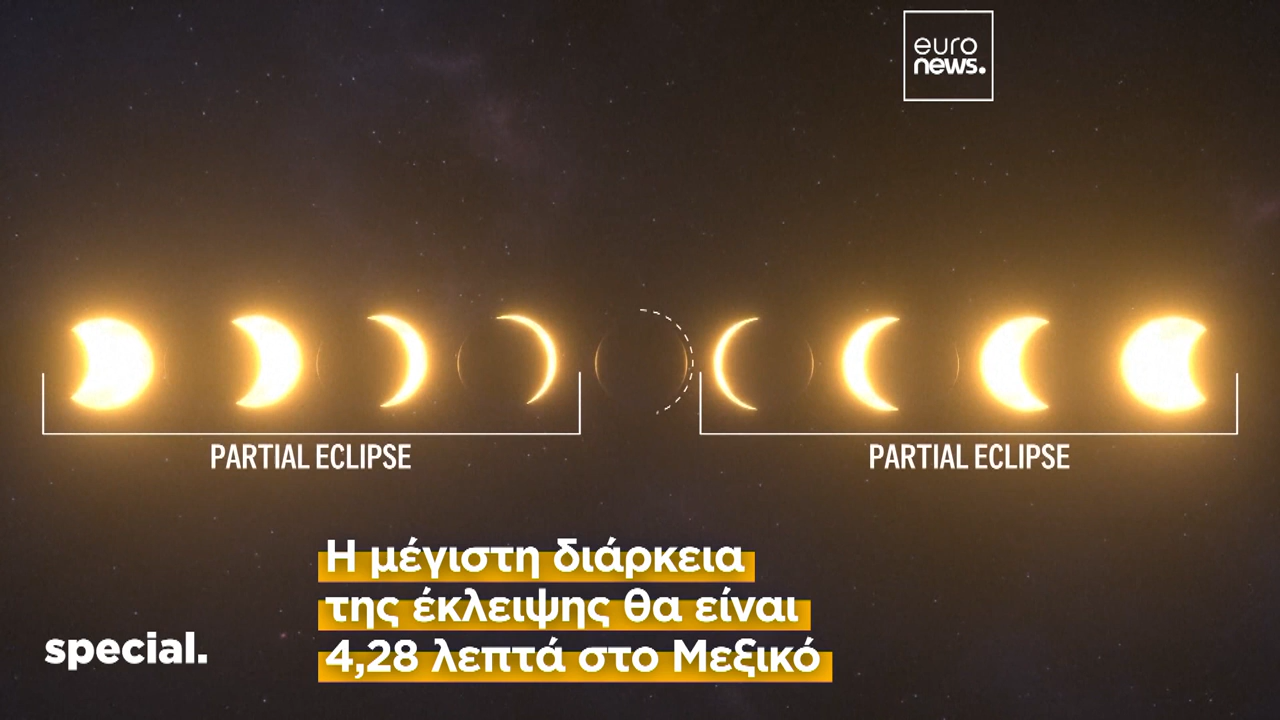 euro
news.
PARTIAL ECLIPSE
PARTIAL ECLIPSE
Η μέγιστη διάρκεια
της έκλειψης θα είναι
4,28 λεπτά στο Μεξικό
special.